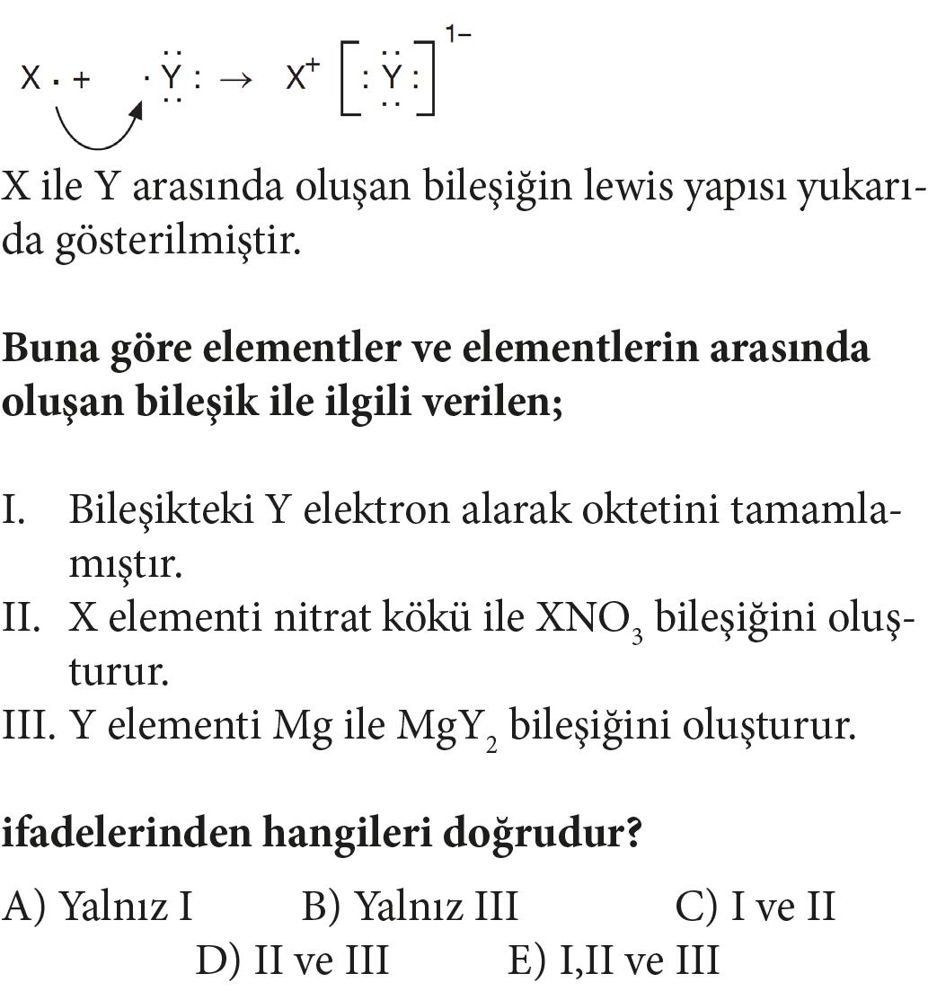 X · + · Y : → X⁺ [ : Y : ] ¹⁻
X ile Y arasında oluşan bileşiğin lewis yapısı yukarı-
da gösterilmiştir.
Buna göre elementler ve elementlerin arasında
oluşan bileşik ile ilgili verilen;
I. Bileşikteki Y elektron alarak oktetini tamamla-
mıştır.
II. X elementi nitrat kökü ile XNO₃ bileşiğini oluş-
turur.
III. Y elementi Mg ile MgY₂ bileşiğini oluşturur.
ifadelerinden hangileri doğrudur?
A) Yalnız I B) Yalnız III C) I ve II
D) II ve III E) I,II ve III